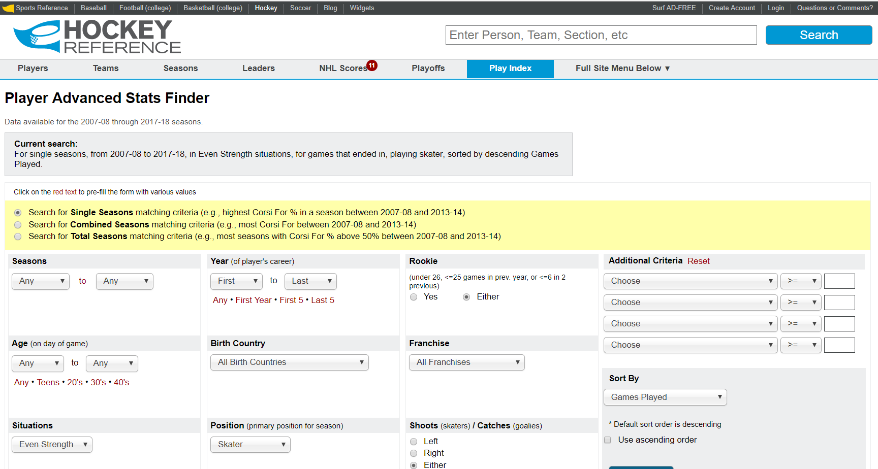 Sports Reference Baseball Football (college) Basketball (college) Hockey Soccer Blog Widgets Surf AD-FREE Create Account Login Questions or Comments?
HOCKEY
REFERENCE
Enter Person, Team, Section, etc Search
Players Teams Seasons Leaders NHL Scores 11 Playoffs Play Index Full Site Menu Below ▼
Player Advanced Stats Finder
Data available for the 2007-08 through 2017-18 seasons
Current search:
For single seasons, from 2007-08 to 2017-18, in Even Strength situations, for games that ended in, playing skater, sorted by descending Games
Played.
Click on the red text to pre-fill the form with various values
Search for Single Seasons matching criteria (e.g., highest Corsi For % in a season between 2007-08 and 2013-14)
Search for Combined Seasons matching criteria (e.g., most Corsi For between 2007-08 and 2013-14)
Search for Total Seasons matching criteria (e.g., most seasons with Corsi For % above 50% between 2007-08 and 2013-14)
Seasons
Any to Any
Year (of player's career)
First to Last
Any • First Year • First 5 • Last 5
Rookie
(under 26, <=25 games in prev. year, or <=6 in 2
previous)
Yes Either
Additional Criteria Reset
Choose >=
Choose >=
Choose >=
Choose >=
Age (on day of game)
Any to Any
Any • Teens • 20's • 30's • 40's
Birth Country
All Birth Countries
Franchise
All Franchises
Sort By
Games Played
* Default sort order is descending
Use ascending order
Situations
Even Strength
Position (primary position for season)
Skater
Shoots (skaters) / Catches (goalies)
Left
Right
Either